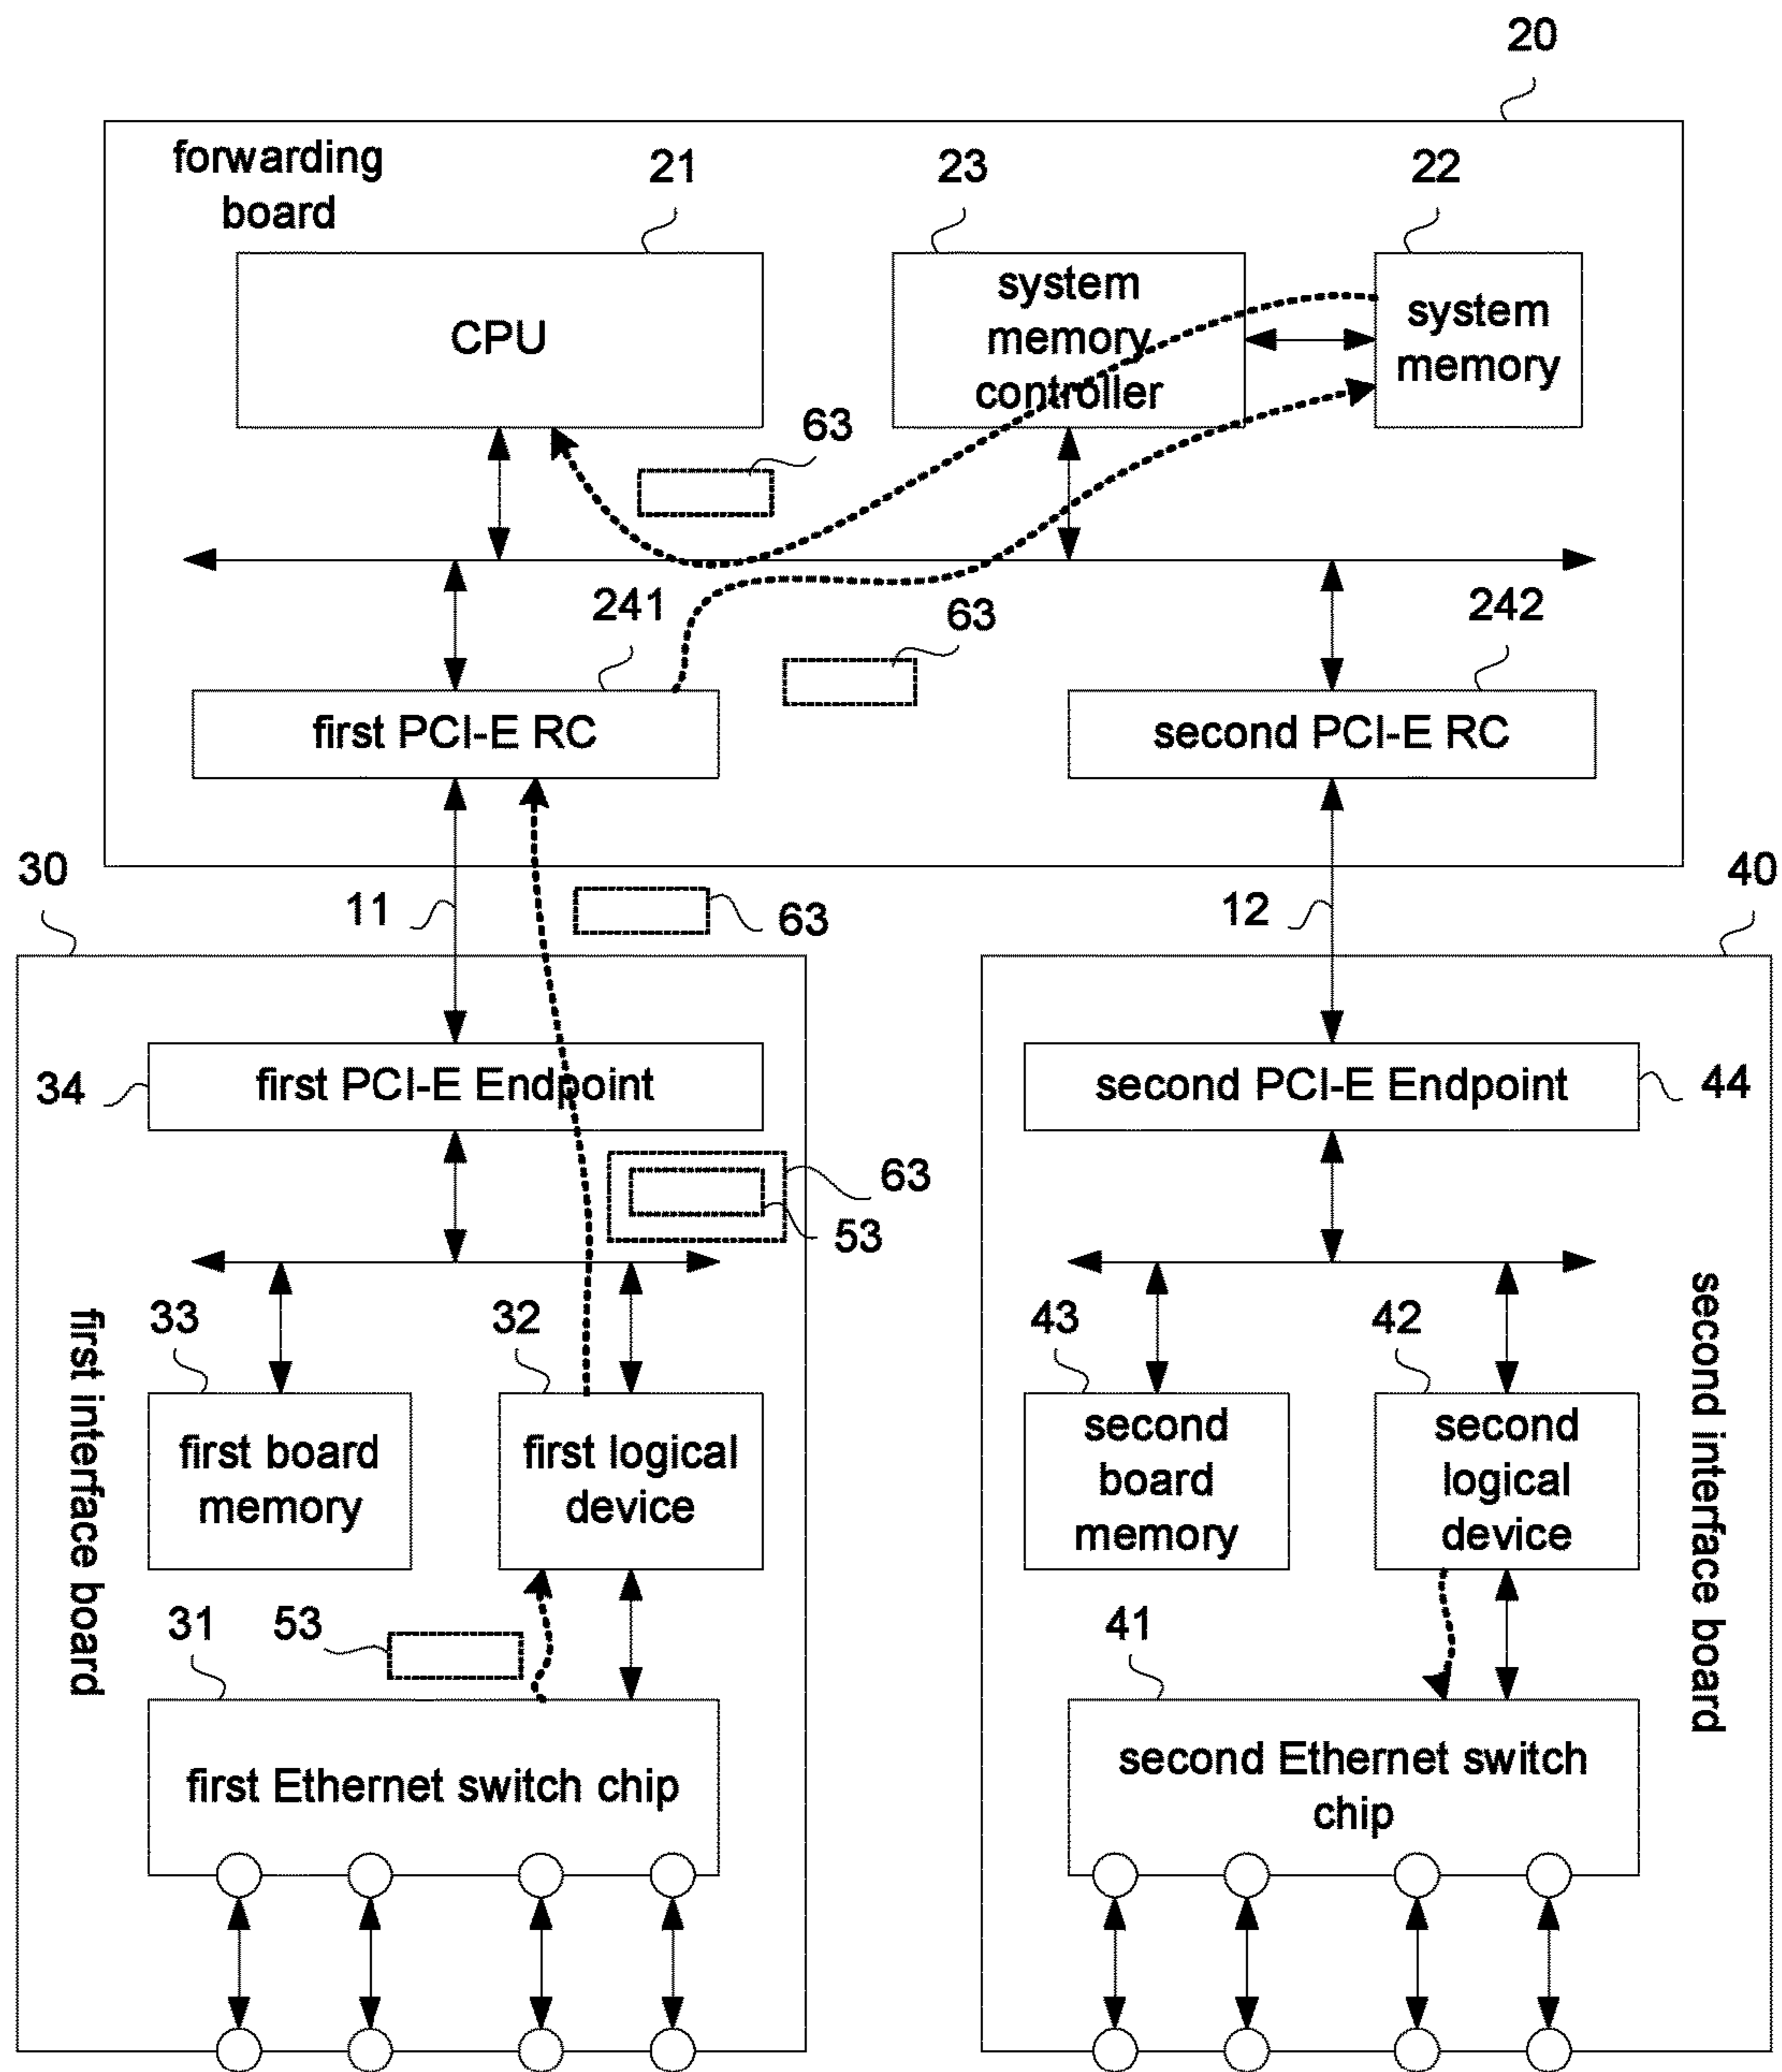 20
forwarding
board
21
23
22
CPU
system
memory
controller
system
memory
63
241
63
242
first PCI-E RC
second PCI-E RC
30
11
63
12
40
34
first PCI-E Endpoint
second PCI-E Endpoint
44
63
53
first interface board
33
32
43
42
second interface board
first board
memory
first logical
device
second
board
memory
second
logical
device
31
53
41
first Ethernet switch chip
second Ethernet switch
chip